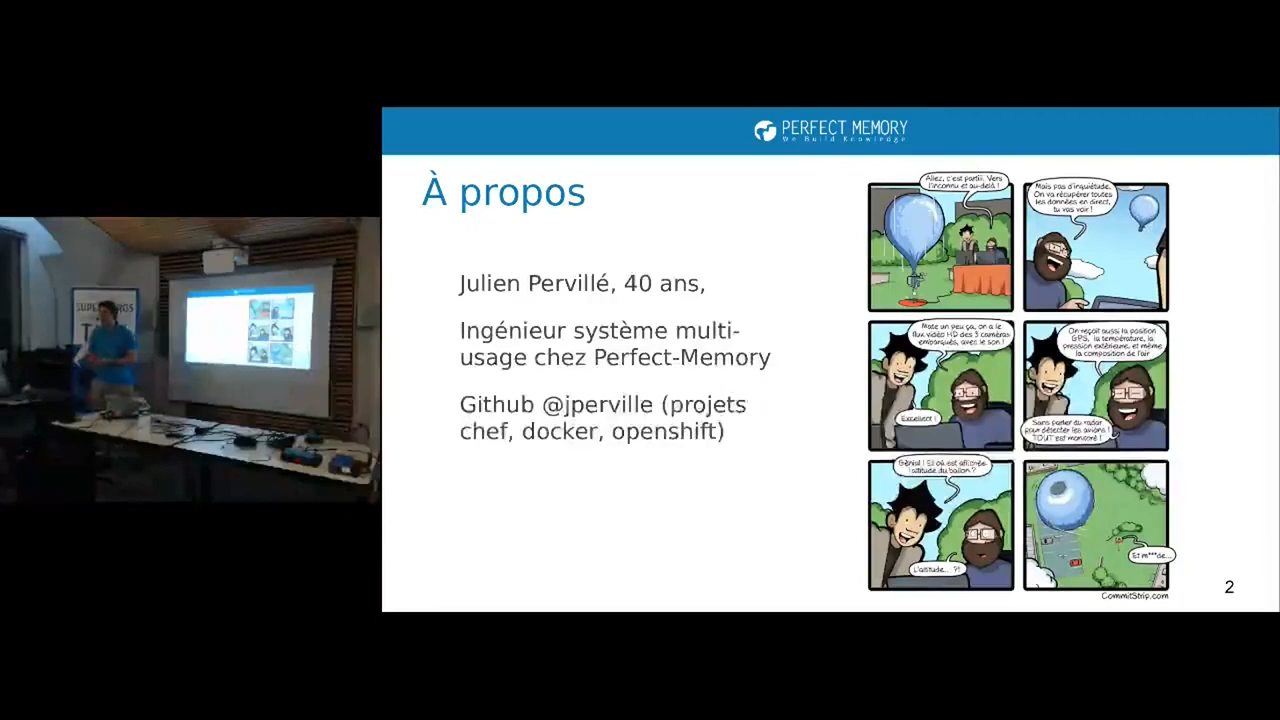 PERFECT MEMORY
We Build Knowledge
À propos
Julien Pervillé, 40 ans,
Ingénieur système multi-
usage chez Perfect-Memory
Github @jperville (projets
chef, docker, openshift)
Allez, c'est parti!. Vers
l'inconnu et au-delà !
Mais pas d'inquiétude.
On va récupérer toutes
les données en direct,
tu vas voir !
Mate un peu ça, on a le
flux vidéo HD des 3 caméras
embarquées, avec le son !
Excellent !
On reçoit aussi la position
GPS, la température, la
pression extérieure, et même
la composition de l'air
Sans parler du radar
pour détecter les avions !
TOUT est monitoré !
Génial ! Et où est affichée
l'altitude du ballon ?
L'altitude... ?!
Et m***de...
CommitStrip.com
2